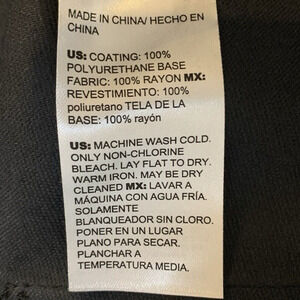 MADE IN CHINA/ HECHO EN
CHINA
US: COATING: 100%
POLYURETHANE BASE
FABRIC: 100% RAYON MX:
REVESTIMIENTO: 100%
poliuretano TELA DE LA
BASE: 100% rayón
US: MACHINE WASH COLD.
ONLY NON-CHLORINE
BLEACH. LAY FLAT TO DRY.
WARM IRON. MAY BE DRY
CLEANED MX: LAVAR A
MÁQUINA CON AGUA FRÍA.
SOLAMENTE
BLANQUEADOR SIN CLORO.
PONER EN UN LUGAR
PLANO PARA SECAR.
PLANCHAR A
TEMPERATURA MEDIA.